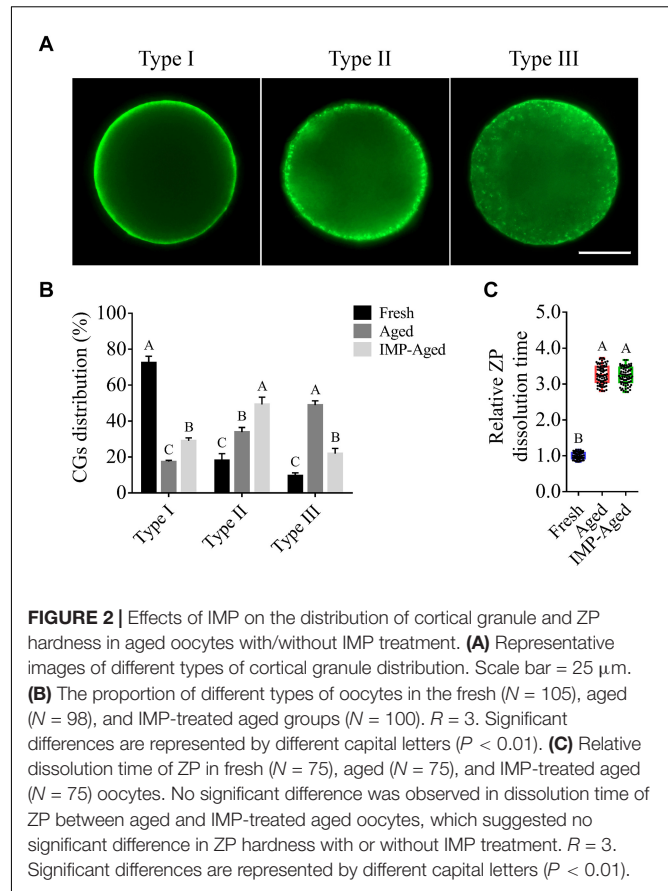 A
Type I
Type II
Type III
B
CGs distribution (%)
100
80
60
40
20
0
A
C
B
C
B
A
C
A
B
Type I
Type II
Type III
Fresh
Aged
IMP-Aged
C
Relative ZP
dissolution time
5.0
4.0
3.0
2.0
1.0
0.0
B
A
A
Fresh
Aged
IMP-Aged
FIGURE 2 | Effects of IMP on the distribution of cortical granule and ZP
hardness in aged oocytes with/without IMP treatment. (A) Representative
images of different types of cortical granule distribution. Scale bar = 25 μm.
(B) The proportion of different types of oocytes in the fresh (N = 105), aged
(N = 98), and IMP-treated aged groups (N = 100). R = 3. Significant
differences are represented by different capital letters (P < 0.01). (C) Relative
dissolution time of ZP in fresh (N = 75), aged (N = 75), and IMP-treated aged
(N = 75) oocytes. No significant difference was observed in dissolution time of
ZP between aged and IMP-treated aged oocytes, which suggested no
significant difference in ZP hardness with or without IMP treatment. R = 3.
Significant differences are represented by different capital letters (P < 0.01).